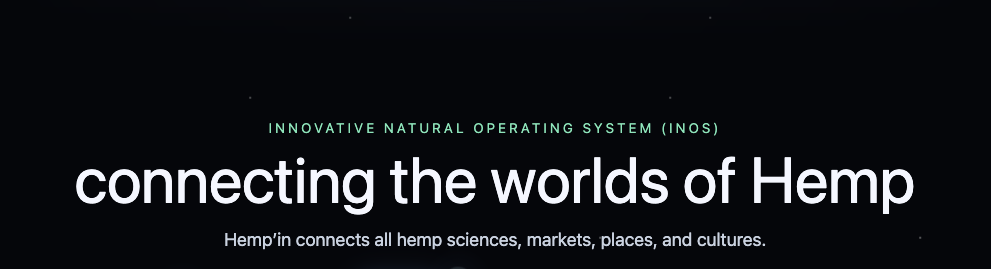 INNOVATIVE NATURAL OPERATING SYSTEM (INOS)
connecting the worlds of Hemp
Hemp’in connects all hemp sciences, markets, places, and cultures.